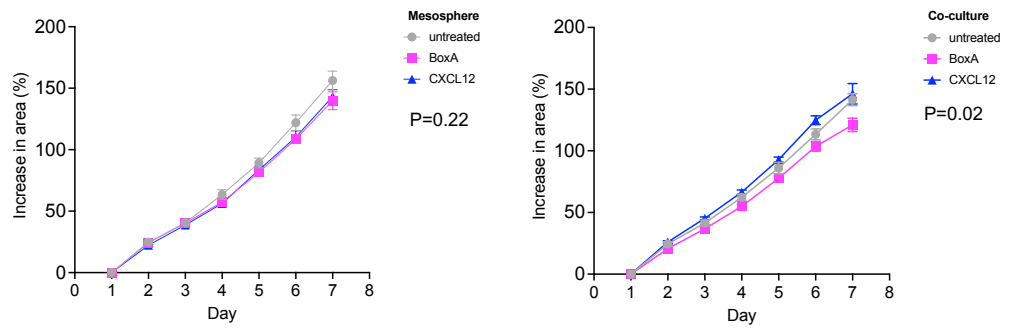 Mesosphere
untreated
BoxA
CXCL12
P=0.22
Increase in area (%)
200
150
100
50
0
0 1 2 3 4 5 6 7 8
Day
Co-culture
untreated
BoxA
CXCL12
P=0.02
Increase in area (%)
200
150
100
50
0
0 1 2 3 4 5 6 7 8
Day